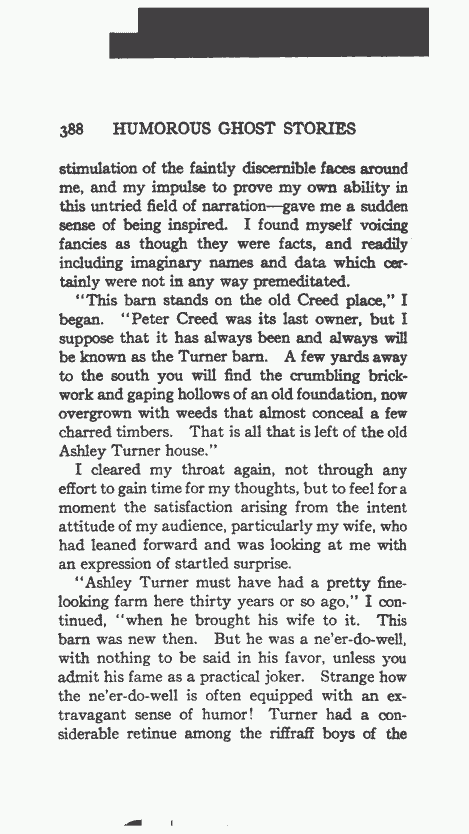 388 HUMOROUS GHOST STORIES
stimulation of the faintly discernible faces around
me, and my impulse to prove my own ability in
this untried field of narration—gave me a sudden
sense of being inspired. I found myself voicing
fancies as though they were facts, and readily
including imaginary names and data which cer-
tainly were not in any way premeditated.
"This barn stands on the old Creed place," I
began. "Peter Creed was its last owner, but I
suppose that it has always been and always will
be known as the Turner barn. A few yards away
to the south you will find the crumbling brick-
work and gaping hollows of an old foundation, now
overgrown with weeds that almost conceal a few
charred timbers. That is all that is left of the old
Ashley Turner house."
I cleared my throat again, not through any
effort to gain time for my thoughts, but to feel for a
moment the satisfaction arising from the intent
attitude of my audience, particularly my wife, who
had leaned forward and was looking at me with
an expression of startled surprise.
"Ashley Turner must have had a pretty fine-
looking farm here thirty years or so ago," I con-
tinued, "when he brought his wife to it. This
barn was new then. But he was a ne'er-do-well,
with nothing to be said in his favor, unless you
admit his fame as a practical joker. Strange how
the ne'er-do-well is often equipped with an ex-
travagant sense of humor! Turner had a con-
siderable retinue among the riffraff boys of the